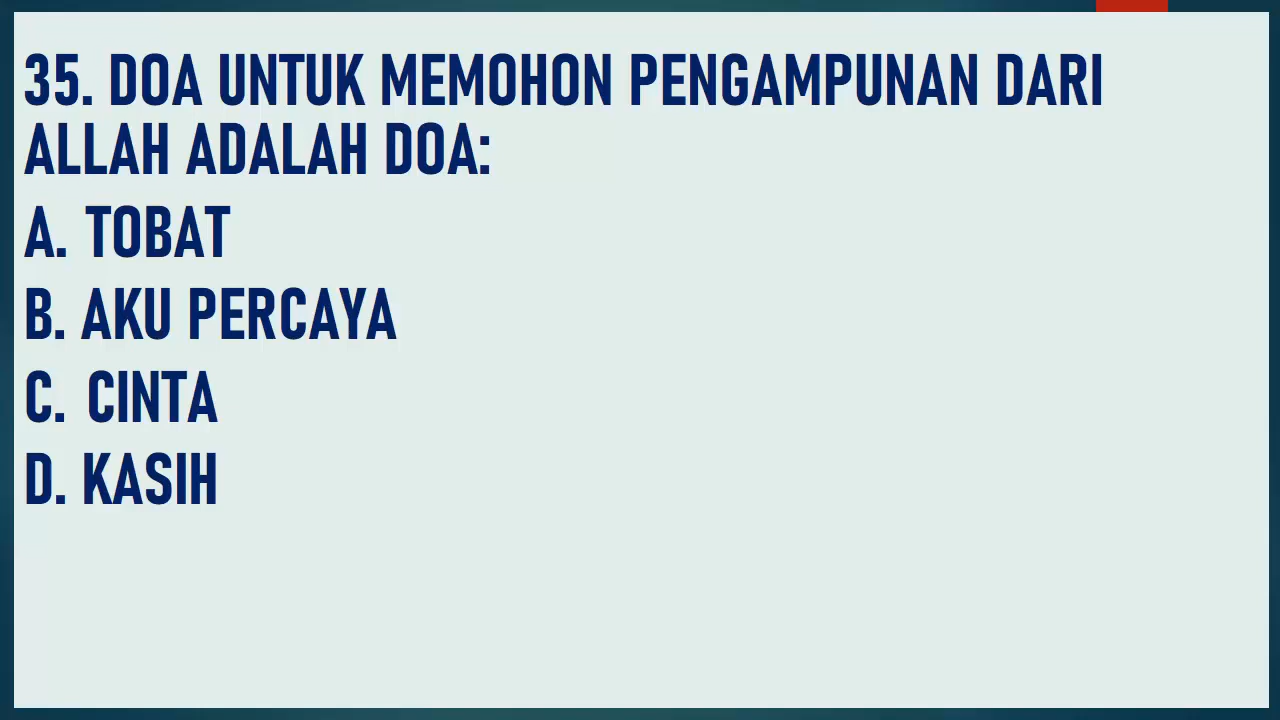 35. DOA UNTUK MEMOHON PENGAMPUNAN DARI
ALLAH ADALAH DOA:
A. TOBAT
B. AKU PERCAYA
C. CINTA
D. KASIH